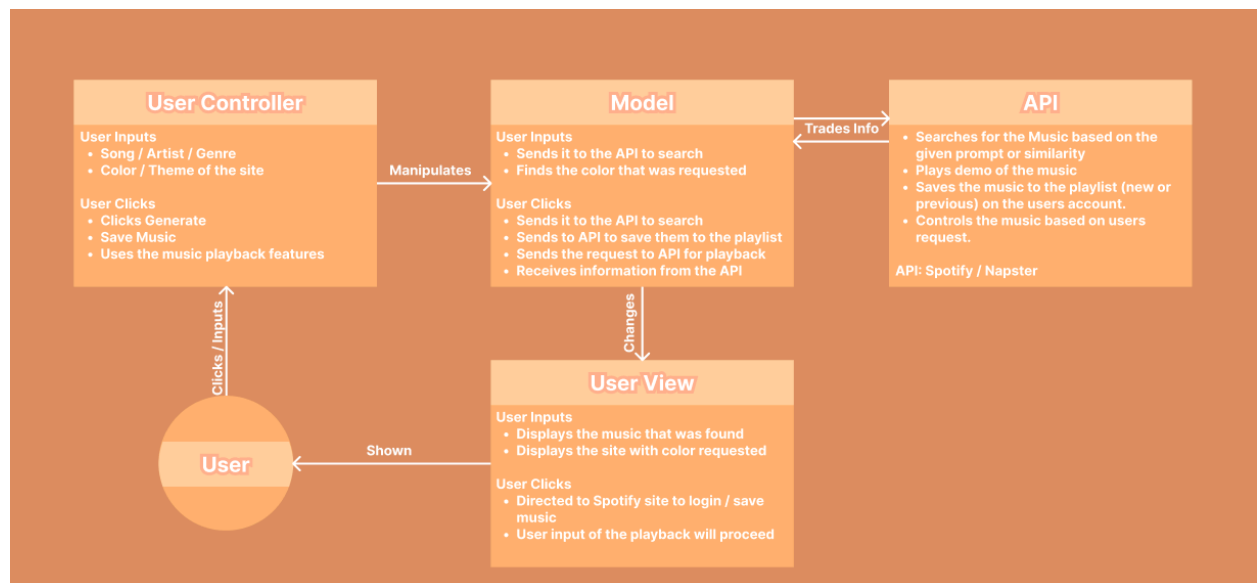 User Controller
User Inputs
• Song / Artist / Genre
• Color / Theme of the site
User Clicks
• Clicks Generate
• Save Music
• Uses the music playback features
Manipulates
Model
User Inputs
• Sends it to the API to search
• Finds the color that was requested
User Clicks
• Sends it to the API to search
• Sends to API to save them to the playlist
• Sends the request to API for playback
• Receives information from the API
Trades Info
API
• Searches for the Music based on the
given prompt or similarity
• Plays demo of the music
• Saves the music to the playlist (new or
previous) on the users account.
• Controls the music based on users
request.
API: Spotify / Napster
Clicks / Inputs
Changes
User View
User Inputs
• Displays the music that was found
• Displays the site with color requested
User Clicks
• Directed to Spotify site to login / save
music
• User input of the playback will proceed
Shown
User